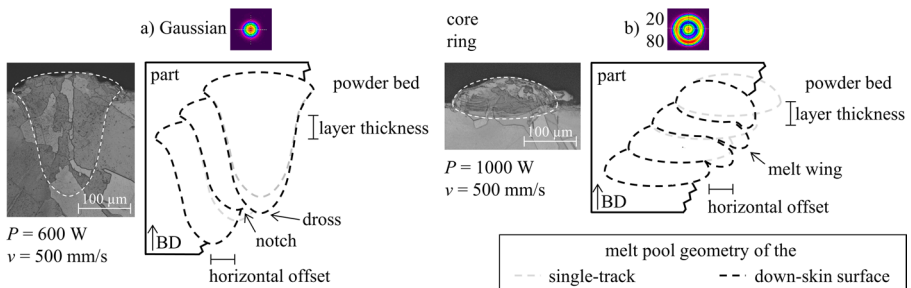 a) Gaussian
part
powder bed
layer thickness
100 µm
dross
notch
BD
horizontal offset
P = 600 W
v = 500 mm/s
core
ring
b) 20
80
part
powder bed
layer thickness
100 µm
melt wing
BD
horizontal offset
P = 1000 W
v = 500 mm/s
melt pool geometry of the
single-track down-skin surface